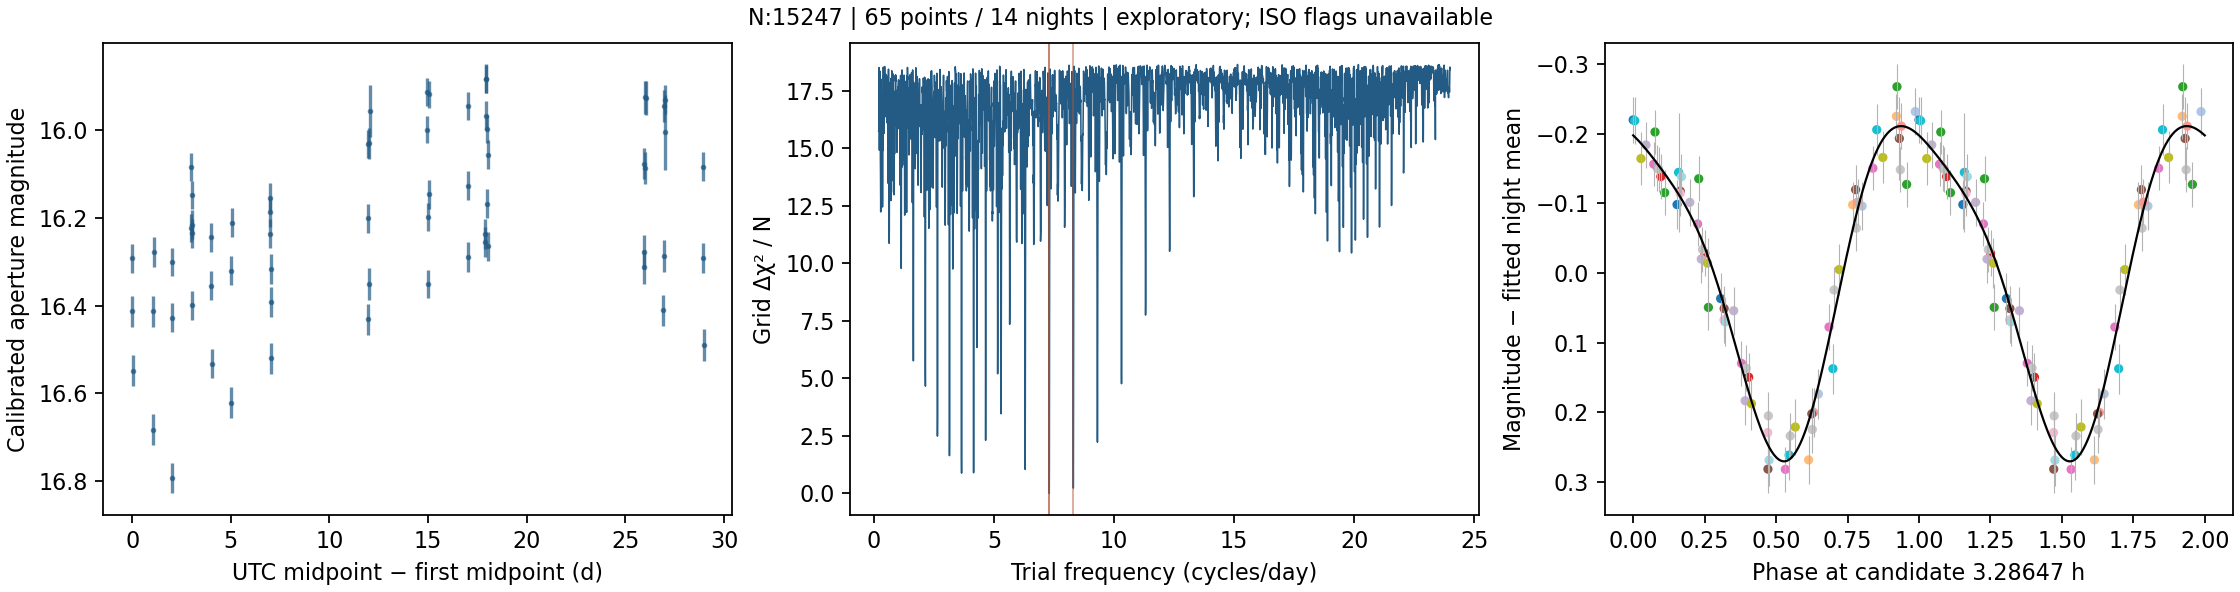 N:15247 | 65 points / 14 nights | exploratory; ISO flags unavailable
Calibrated aperture magnitude
16.0
16.2
16.4
16.6
16.8
0 5 10 15 20 25 30
UTC midpoint − first midpoint (d)
Grid Δχ² / N
17.5
15.0
12.5
10.0
7.5
5.0
2.5
0.0
0 5 10 15 20 25
Trial frequency (cycles/day)
Magnitude − fitted night mean
−0.3
−0.2
−0.1
0.0
0.1
0.2
0.3
0.00 0.25 0.50 0.75 1.00 1.25 1.50 1.75 2.00
Phase at candidate 3.28647 h